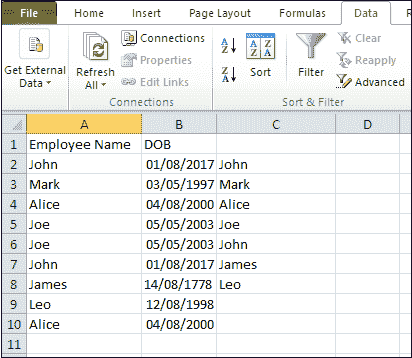 File Home Insert Page Layout Formulas Data
Get External Data
Refresh All
Connections
Properties
Edit Links
Connections
A Z
Z A
Sort
Filter
Clear
Reapply
Advanced
Sort & Filter
A B C D
1 Employee Name DOB
2 John 01/08/2017 John
3 Mark 03/05/1997 Mark
4 Alice 04/08/2000 Alice
5 Joe 05/05/2003 Joe
6 Joe 05/05/2003 John
7 John 01/08/2017 James
8 James 14/08/1778 Leo
9 Leo 12/08/1998
10 Alice 04/08/2000
11